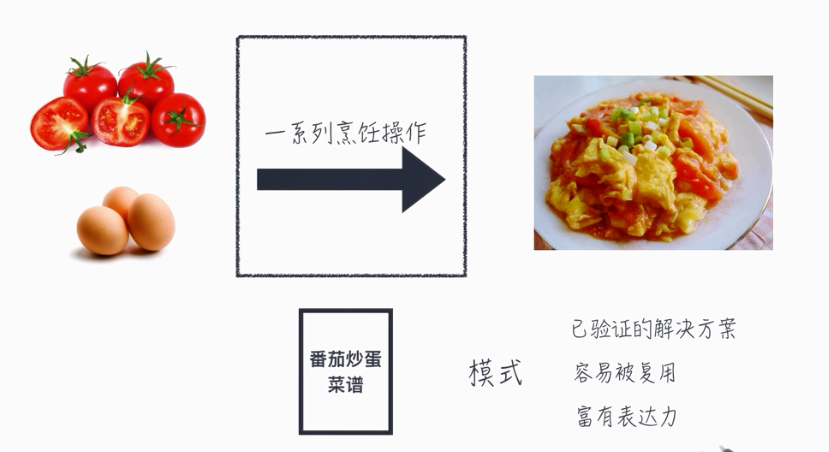 一系列烹饪操作
番茄炒蛋
菜谱
模式
已验证的解决方案
容易被复用
富有表达力